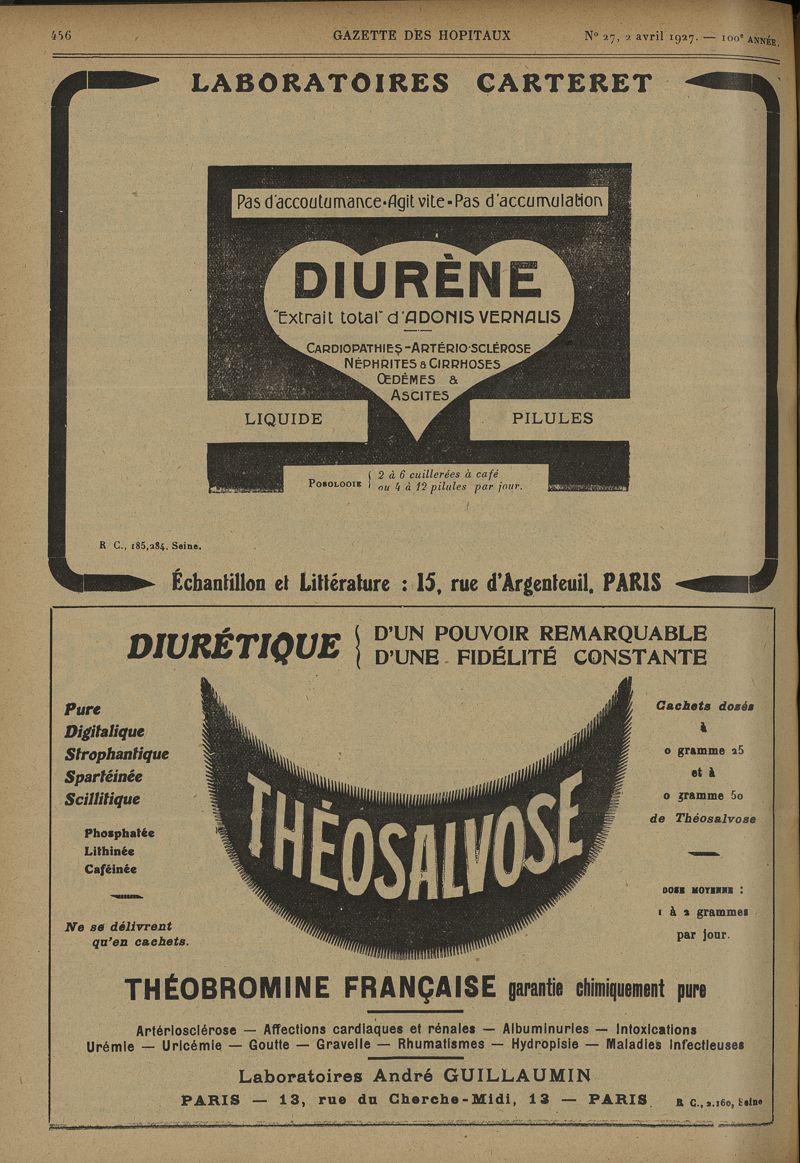 456 GAZETTE DES HOPITAUX N° 27, 2 avril 1927. — 100e ANNÉE.
LABORATOIRES CARTERET
Pas d'accoutumance-Agit vite-Pas d'accumulation
DIURÈNE
"Extrait total" d'ADONIS VERNALIS
CARDIOPATHIES-ARTÉRIO-SCLÉROSE
NÉPHRITES & CIRRHOSES
ŒDÈMES &
ASCITES
LIQUIDE PILULES
POSOLOGIE { 2 à 6 cuillerées à café
ou 4 à 12 pilules par jour.
R C., 185,284. Seine.
Échantillon et Littérature : 15, rue d'Argenteuil. PARIS
DIURÉTIQUE { D'UN POUVOIR REMARQUABLE
D'UNE FIDÉLITÉ CONSTANTE
Pure
Digitalique
Strophantique
Spartéinée
Scillitique
Phosphatée
Lithinée
Caféinée
Ne se délivrent
qu'en cachets.
THÉOSALVOSE
Cachets dosés
à
0 gramme 25
et à
0 gramme 50
de Théosalvose
DOSE MOYENNE :
1 à 2 grammes
par jour.
THÉOBROMINE FRANÇAISE garantie chimiquement pure
Artériosclérose — Affections cardiaques et rénales — Albuminuries — Intoxications
Urémie — Uricémie — Goutte — Gravelle — Rhumatismes — Hydropisie — Maladies Infectieuses
Laboratoires André GUILLAUMIN
PARIS — 13, rue du Cherche-Midi, 13 — PARIS. R C., 2.160, Seine